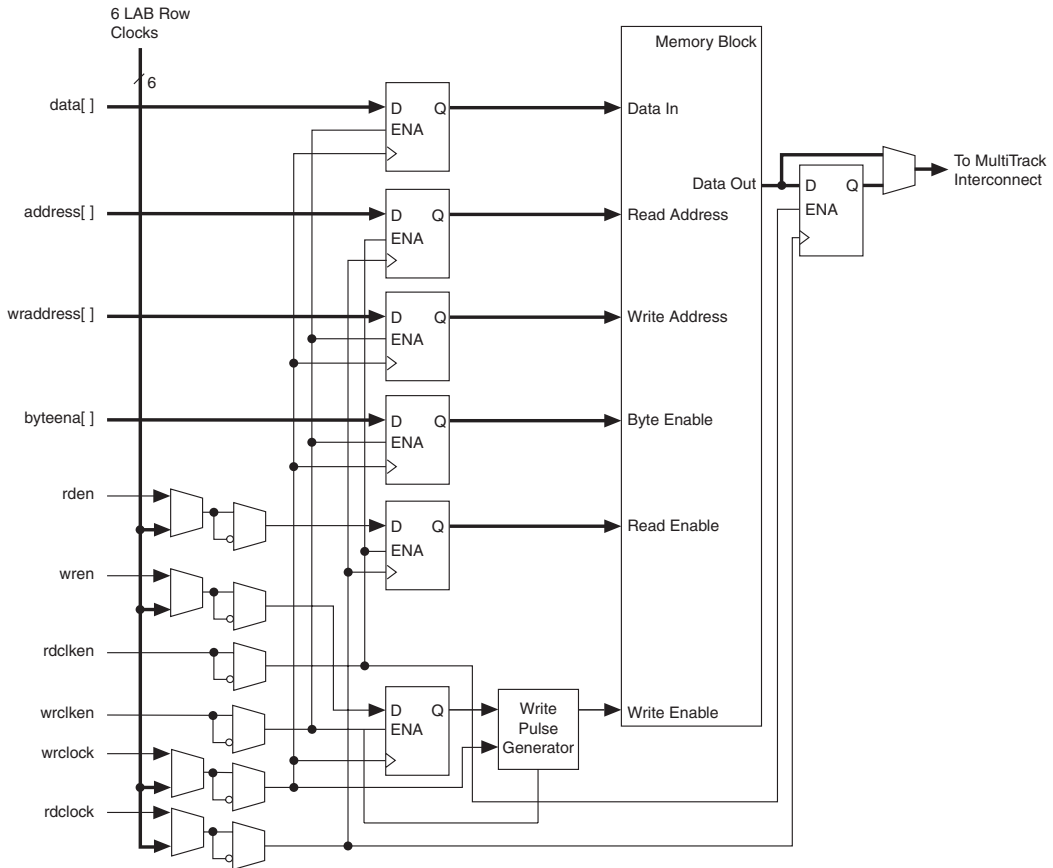 6 LAB Row
Clocks
6
Memory Block
data[ ]
D Q
ENA
Data In
To MultiTrack
Interconnect
Data Out
D Q
ENA
address[ ]
D Q
ENA
Read Address
wraddress[ ]
D Q
ENA
Write Address
byteena[ ]
D Q
ENA
Byte Enable
rden
D Q
ENA
Read Enable
wren
rdclken
wrclken
D Q
ENA
Write
Pulse
Generator
Write Enable
wrclock
rdclock